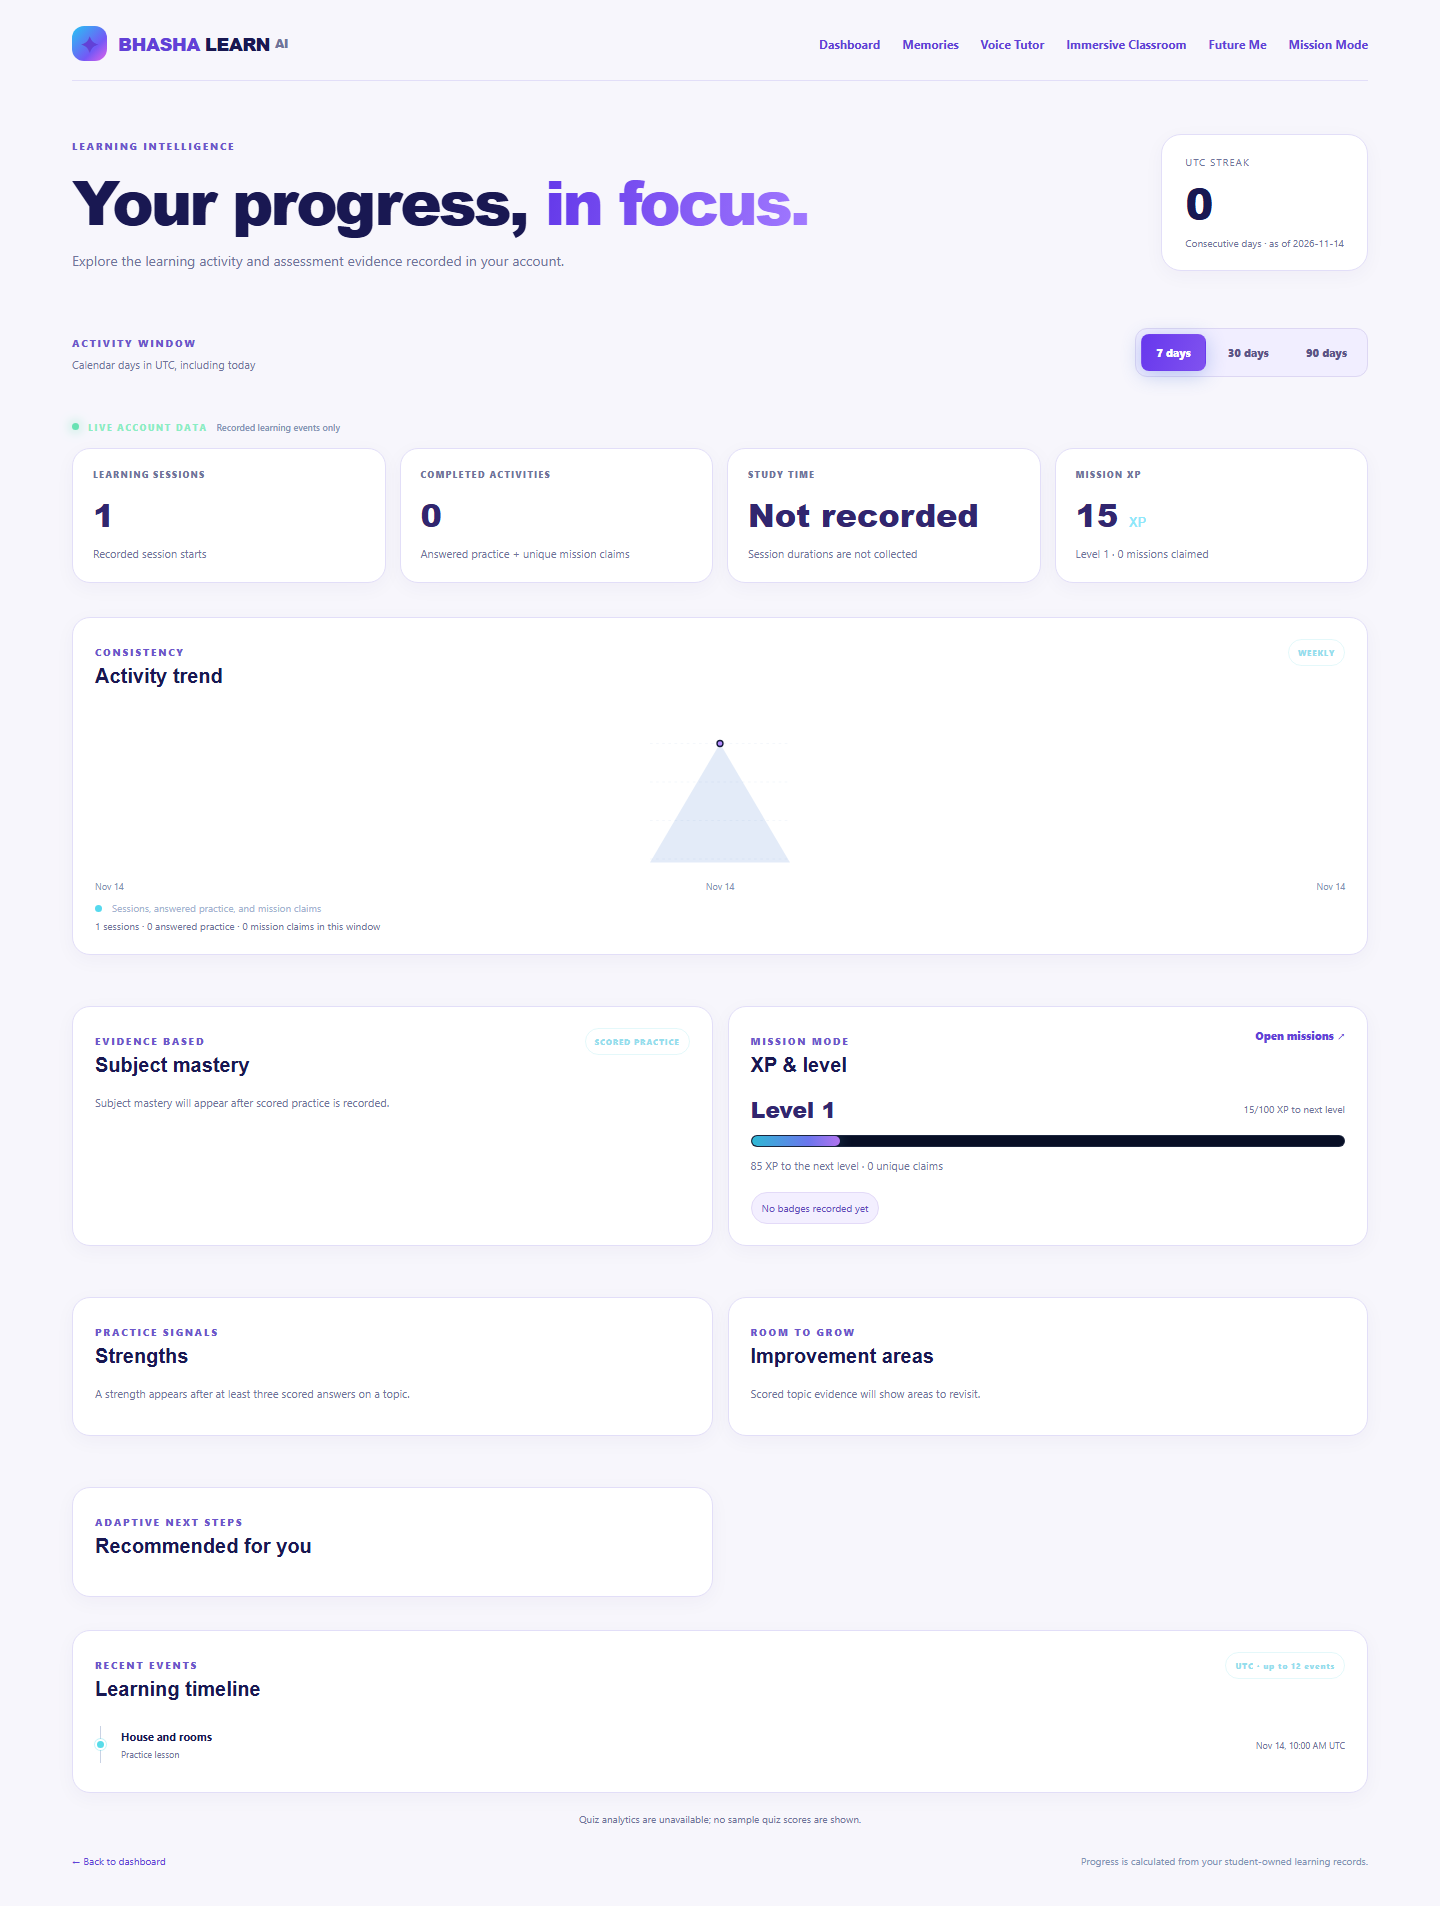 BHASHA LEARN AI
Dashboard Memories Voice Tutor Immersive Classroom Future Me Mission Mode
LEARNING INTELLIGENCE
Your progress, in focus.
Explore the learning activity and assessment evidence recorded in your account.
UTC STREAK
0
Consecutive days · as of 2026-11-14
ACTIVITY WINDOW
Calendar days in UTC, including today
7 days 30 days 90 days
LIVE ACCOUNT DATA Recorded learning events only
LEARNING SESSIONS
1
Recorded session starts
COMPLETED ACTIVITIES
0
Answered practice + unique mission claims
STUDY TIME
Not recorded
Session durations are not collected
MISSION XP
15 XP
Level 1 · 0 missions claimed
CONSISTENCY
Activity trend
WEEKLY
Nov 14 Nov 14 Nov 14
Sessions, answered practice, and mission claims
1 sessions · 0 answered practice · 0 mission claims in this window
EVIDENCE BASED
Subject mastery
SCORED PRACTICE
Subject mastery will appear after scored practice is recorded.
MISSION MODE
XP & level
Open missions ↗
Level 1
15/100 XP to next level
85 XP to the next level · 0 unique claims
No badges recorded yet
PRACTICE SIGNALS
Strengths
A strength appears after at least three scored answers on a topic.
ROOM TO GROW
Improvement areas
Scored topic evidence will show areas to revisit.
ADAPTIVE NEXT STEPS
Recommended for you
RECENT EVENTS
Learning timeline
UTC · up to 12 events
House and rooms
Practice lesson
Nov 14, 10:00 AM UTC
Quiz analytics are unavailable; no sample quiz scores are shown.
← Back to dashboard
Progress is calculated from your student-owned learning records.